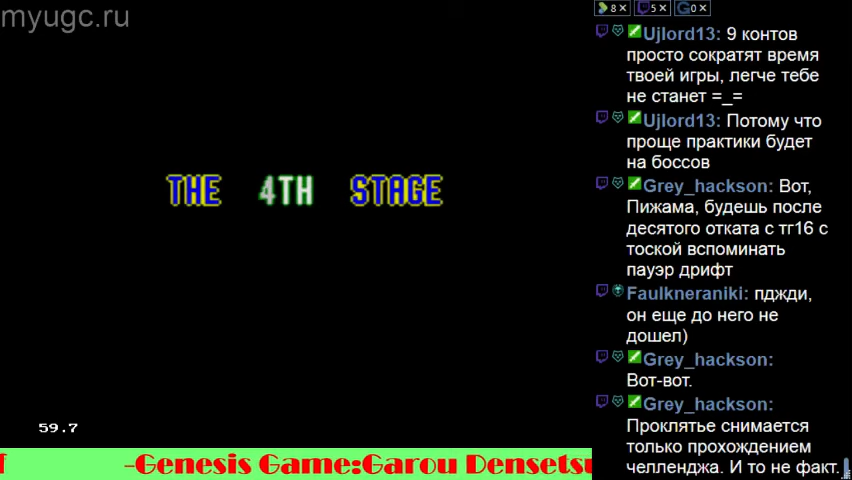 myugc.ru
THE 4TH STAGE
59.7
-Genesis Game:Garou Densetsu
8 × 5 × 0 ×
Ujlord13: 9 контов
просто сократят время
твоей игры, легче тебе
не станет =_=
Ujlord13: Потому что
проще практики будет
на боссов
Grey_hackson: Вот,
Пижама, будешь после
десятого отката с тг16 с
тоской вспоминать
пауэр дрифт
Faulkneraniki: пджди,
он еще до него не
дошел)
Grey_hackson:
Вот-вот.
Grey_hackson:
Проклятье снимается
только прохождением
челленджа. И то не факт.